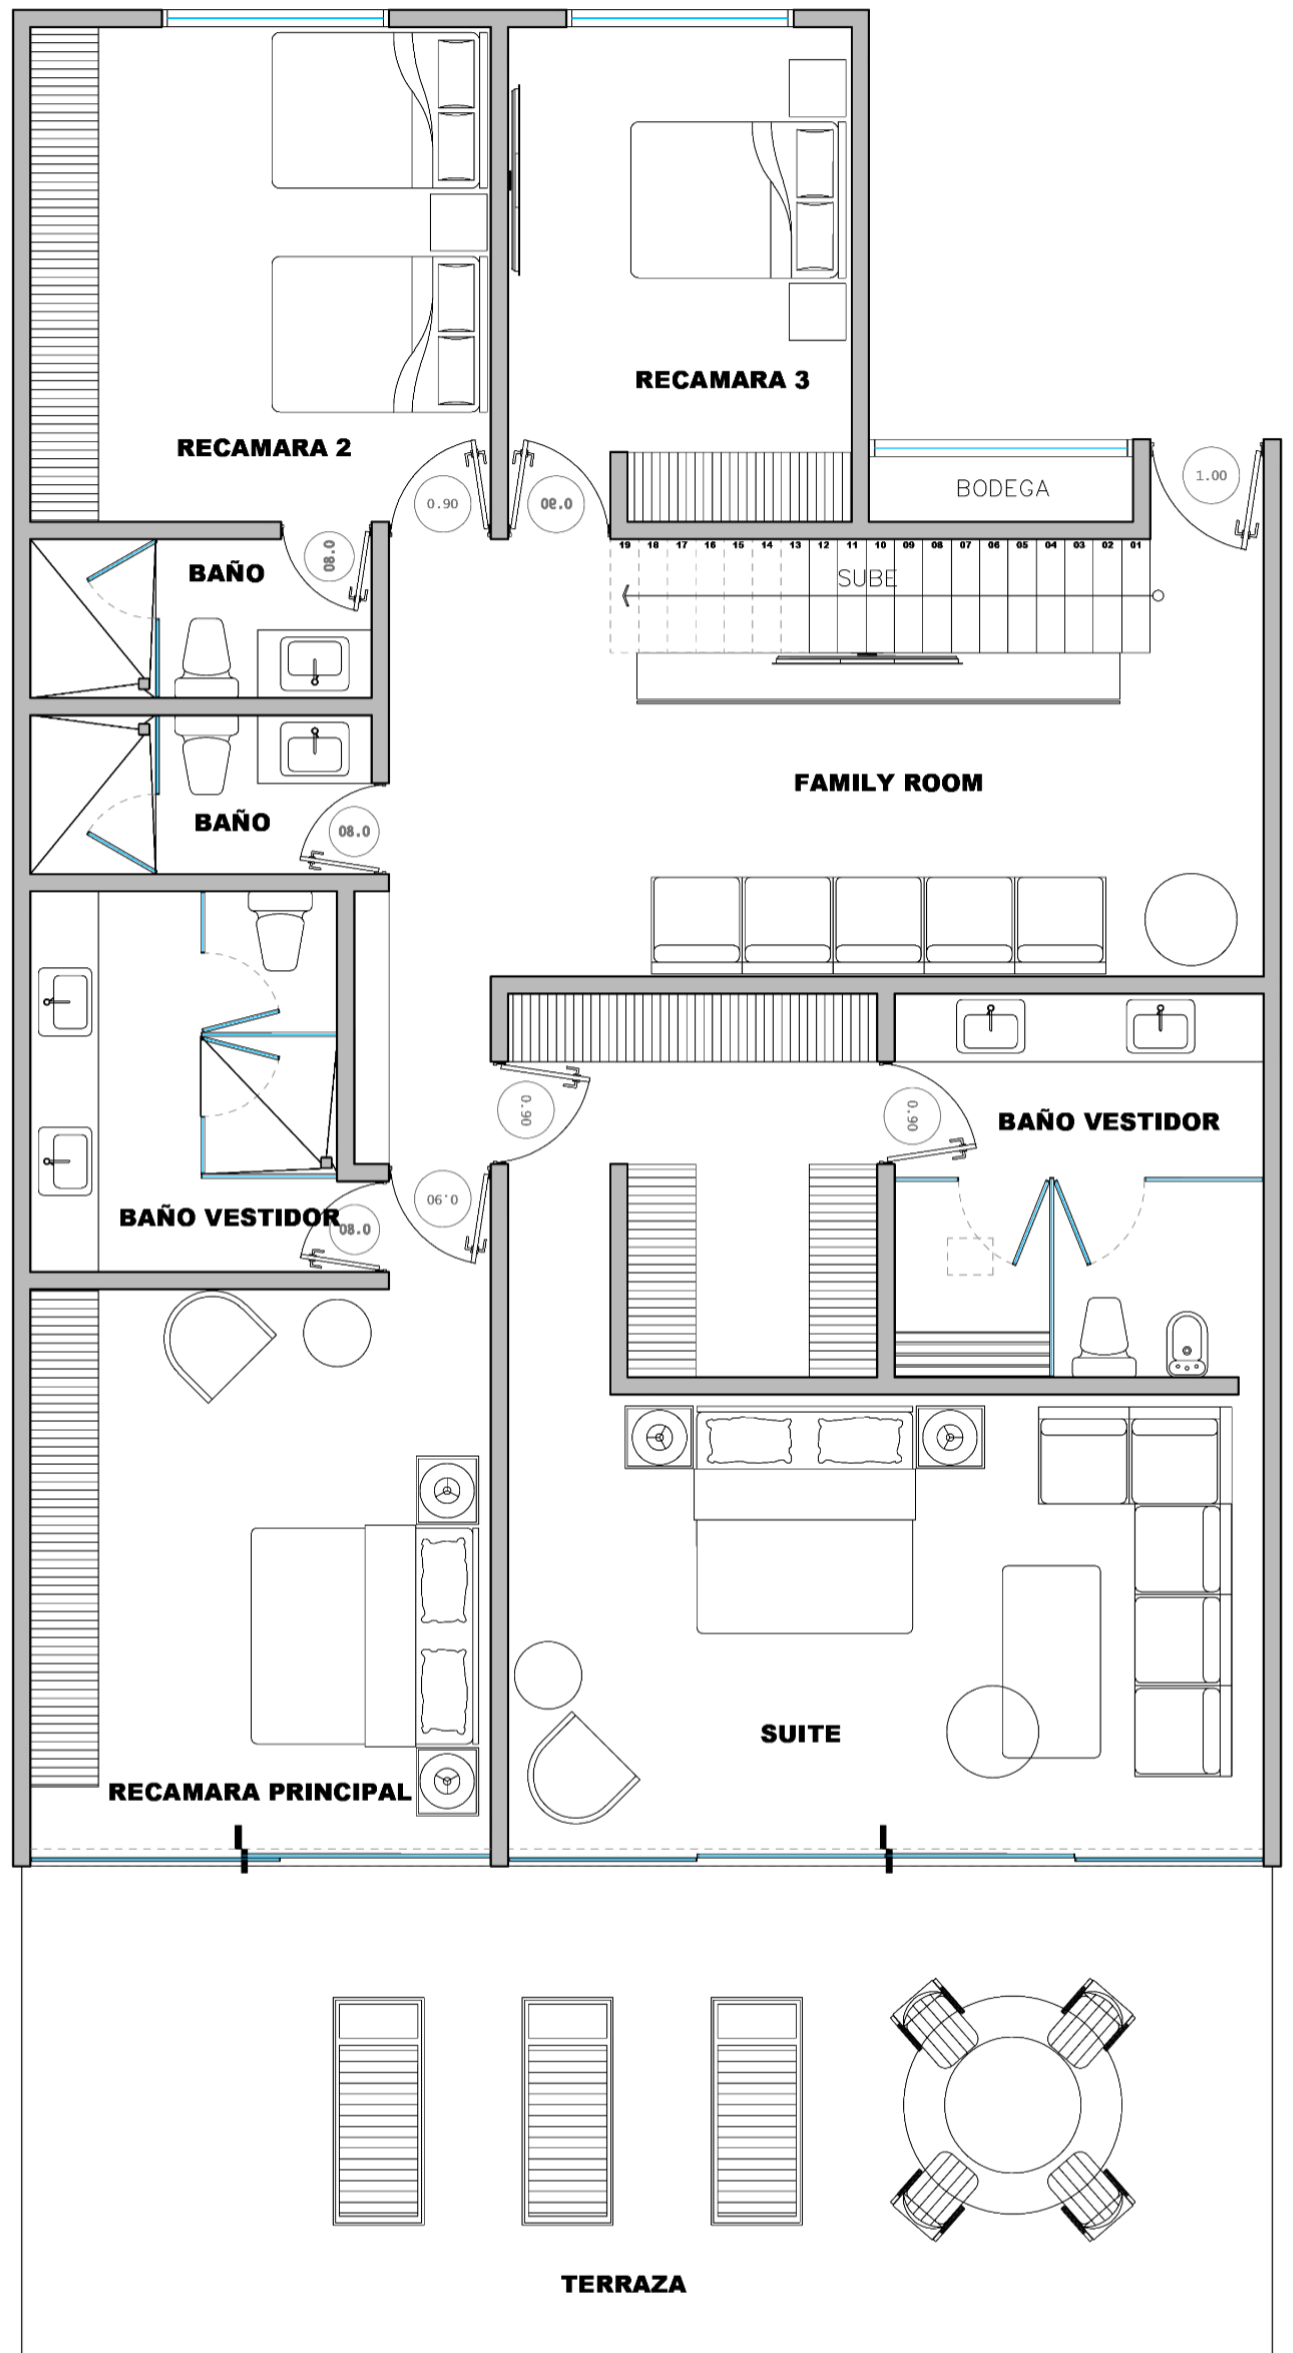 RECAMARA 3
RECAMARA 2
0.90
0.90
1.00
BODEGA
0.80
BAÑO
19 18 17 16 15 14 13 12 11 10 09 08 07 06 05 04 03 02 01
SUBE
FAMILY ROOM
BAÑO
0.80
0.90
0.90
BAÑO VESTIDOR
0.90
BAÑO VESTIDOR
0.80
SUITE
RECAMARA PRINCIPAL
TERRAZA